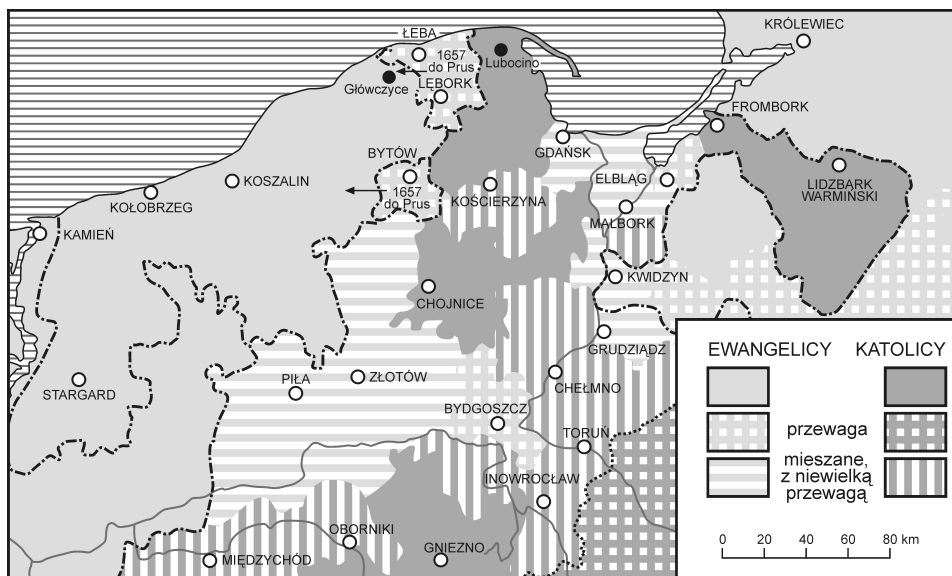 KRÓLEWIEC
ŁEBA
1657
do Prus
Lubocino
Główczyce
LĘBORK
FROMBORK
GDAŃSK
BYTÓW
ELBLĄG
LIDZBARK
WARMIŃSKI
KOSZALIN
1657
do Prus
KOŚCIERZYNA
KOŁOBRZEG
MALBORK
KAMIEŃ
KWIDZYN
CHOJNICE
GRUDZIĄDZ
EWANGELICY
KATOLICY
PIŁA
ZŁOTÓW
CHEŁMNO
STARGARD
BYDGOSZCZ
przewaga
TORUŃ
mieszane,
z niewielką
przewagą
INOWROCŁAW
OBORNIKI
GNIEZNO
MIĘDZYCHÓD
0 20 40 60 80 km